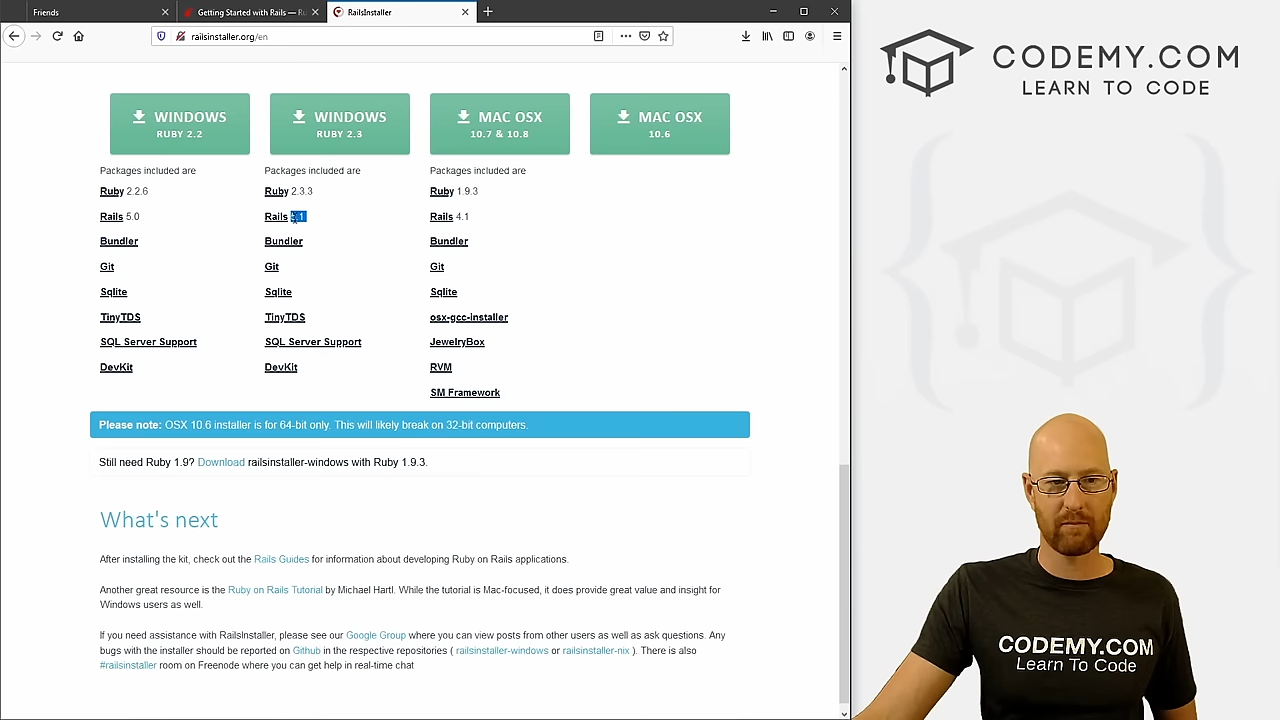 Friends
Getting Started with Rails — Ru
RailsInstaller
railsinstaller.org/en
CODEMY.COM
LEARN TO CODE
WINDOWS
RUBY 2.2
WINDOWS
RUBY 2.3
MAC OSX
10.7 & 10.8
MAC OSX
10.6
Packages included are
Packages included are
Packages included are
Ruby 2.2.6
Ruby 2.3.3
Ruby 1.9.3
Rails 5.0
Rails 5.1
Rails 4.1
Bundler
Bundler
Bundler
Git
Git
Git
Sqlite
Sqlite
Sqlite
TinyTDS
TinyTDS
osx-gcc-installer
SQL Server Support
SQL Server Support
JewelryBox
DevKit
DevKit
RVM
SM Framework
Please note: OSX 10.6 installer is for 64-bit only. This will likely break on 32-bit computers.
Still need Ruby 1.9? Download railsinstaller-windows with Ruby 1.9.3.
What's next
After installing the kit, check out the Rails Guides for information about developing Ruby on Rails applications.
Another great resource is the Ruby on Rails Tutorial by Michael Hartl. While the tutorial is Mac-focused, it does provide great value and insight for
Windows users as well.
If you need assistance with RailsInstaller, please see our Google Group where you can view posts from other users as well as ask questions. Any
bugs with the installer should be reported on Github in the respective repositories ( railsinstaller-windows or railsinstaller-nix ). There is also
#railsinstaller room on Freenode where you can get help in real-time chat
CODEMY.COM
Learn To Code